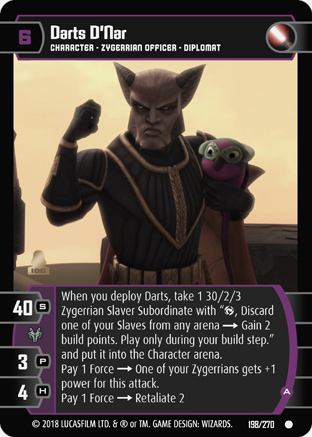 6
Darts D'Nar
CHARACTER • ZYGERRIAN OFFICER • DIPLOMAT
IDC
40 S
3 P
4 H
When you deploy Darts, take 1 30/2/3
Zygerrian Slaver Subordinate with “, Discard
one of your Slaves from any arena → Gain 2
build points. Play only during your build step.”
and put it into the Character arena.
Pay 1 Force → One of your Zygerrians gets +1
power for this attack.
Pay 1 Force → Retaliate 2
A
© 2018 LUCASFILM LTD. & ® or TM. GAME DESIGN: WIZARDS. 198/270